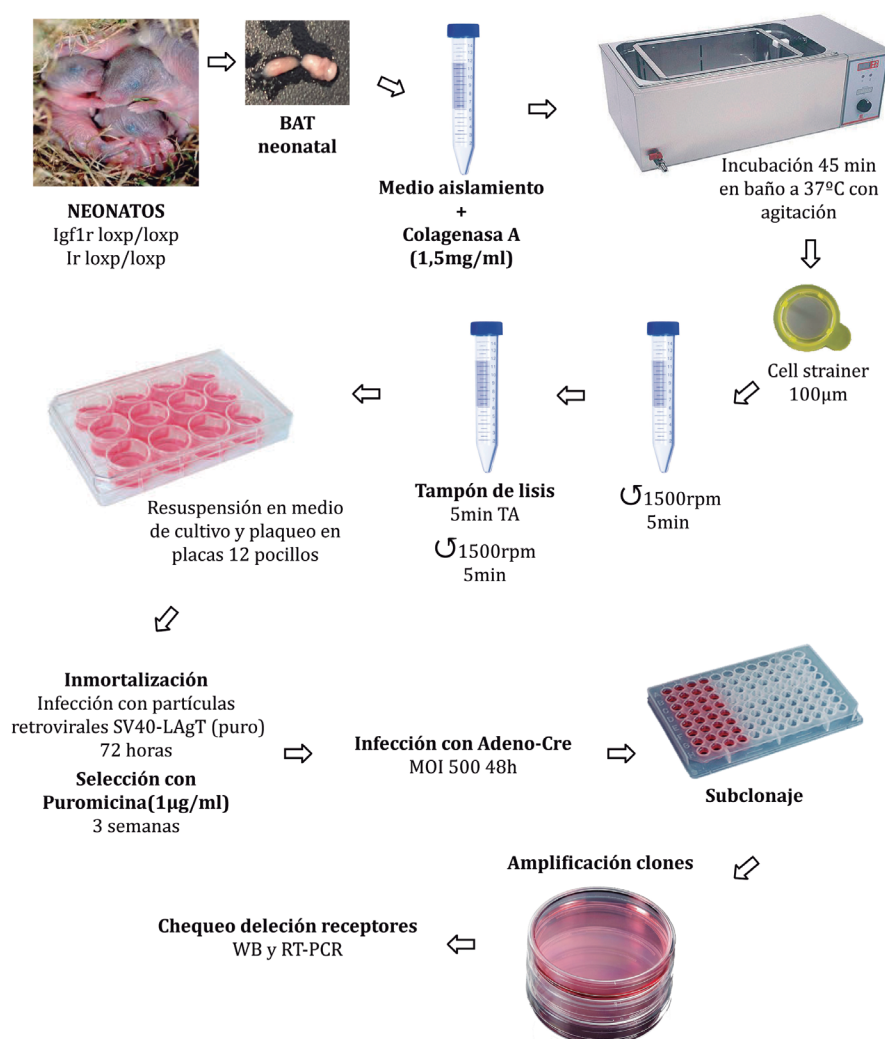 NEONATOS
Igf1r loxp/loxp
Ir loxp/loxp
BAT
neonatal
Medio aislamiento
+
Colagenasa A
(1,5mg/ml)
Incubación 45 min
en baño a 37ºC con
agitación
Cell strainer
100µm
1500rpm
5min
Tampón de lisis
5min TA
1500rpm
5min
Resuspensión en medio
de cultivo y plaqueo en
placas 12 pocillos
Inmortalización
Infección con partículas
retrovirales SV40-LAgT (puro)
72 horas
Selección con
Puromicina(1µg/ml)
3 semanas
Infección con Adeno-Cre
MOI 500 48h
Subclonaje
Amplificación clones
Chequeo deleción receptores
WB y RT-PCR